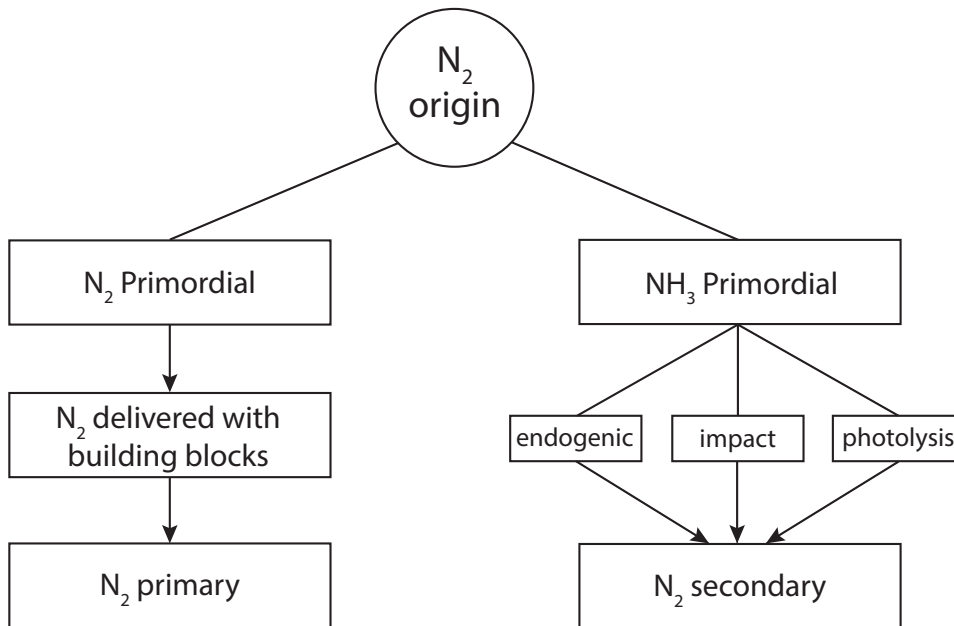 N₂
origin
N₂ Primordial
NH₃ Primordial
N₂ delivered with
building blocks
endogenic
impact
photolysis
N₂ primary
N₂ secondary